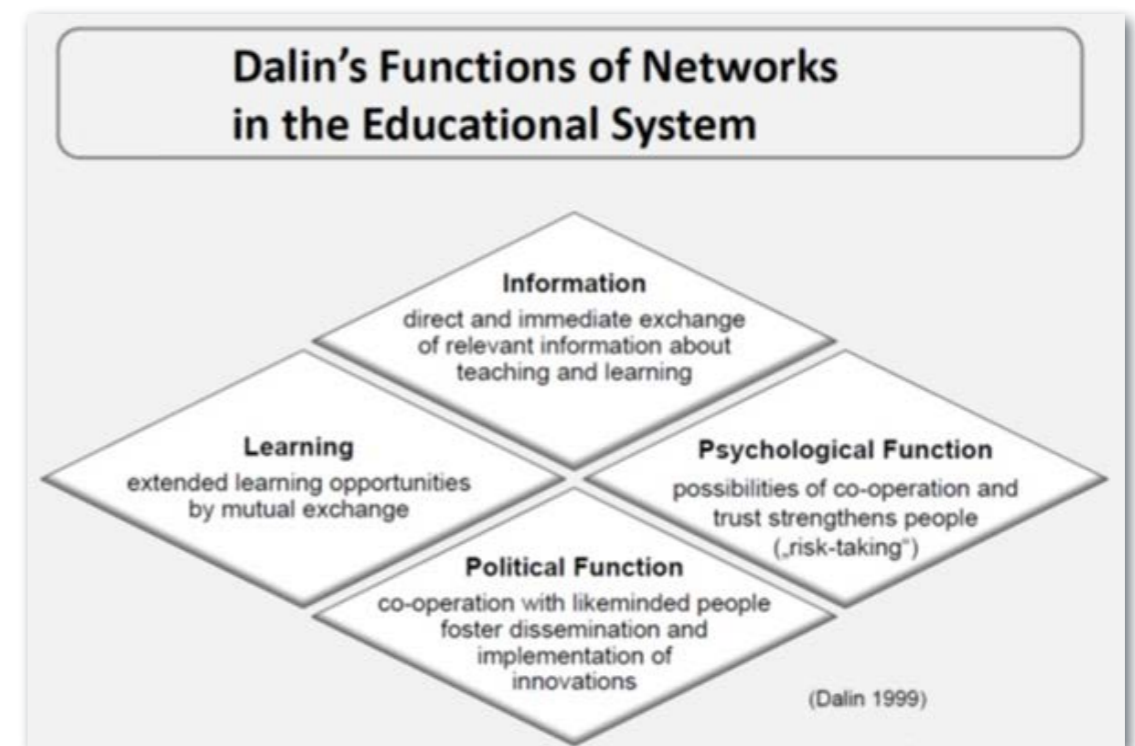 Dalin’s Functions of Networks
in the Educational System
Information
direct and immediate exchange
of relevant information about
teaching and learning
Learning
extended learning opportunities
by mutual exchange
Psychological Function
possibilities of co-operation and
trust strengthens people
(„risk-taking“)
Political Function
co-operation with likeminded people
foster dissemination and
implementation of
innovations
(Dalin 1999)